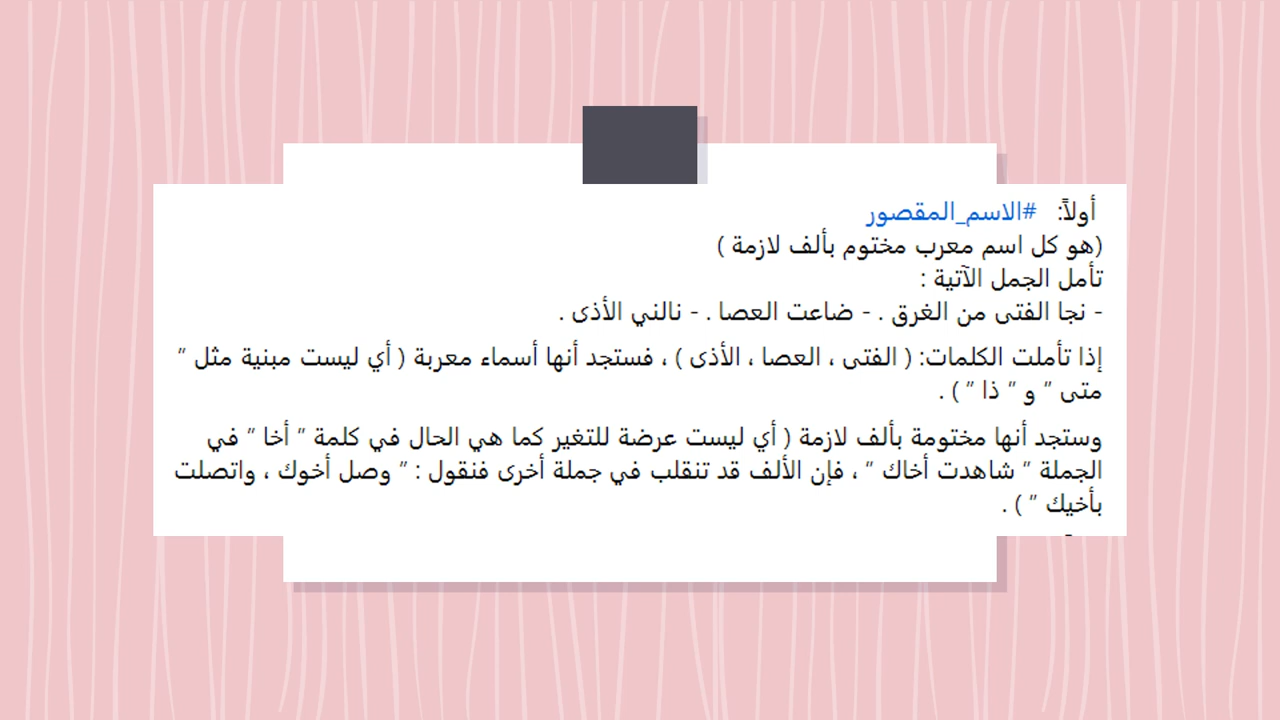 أولاً: #الاسم_المقصور
(هو كل اسم معرب مختوم بألف لازمة )
تأمل الجمل الآتية :
- نجا الفتى من الغرق . - ضاعت العصا . - نالني الأذى .
إذا تأملت الكلمات: ( الفتى ، العصا ، الأذى ) ، فستجد أنها أسماء معربة ( أي ليست مبنية مثل "
متى " و " ذا " ) .
وستجد أنها مختومة بألف لازمة ( أي ليست عرضة للتغير كما هي الحال في كلمة " أخا " في
الجملة " شاهدت أخاك " ، فإن الألف قد تنقلب في جملة أخرى فنقول : " وصل أخوك ، واتصلت
بأخيك " ) .